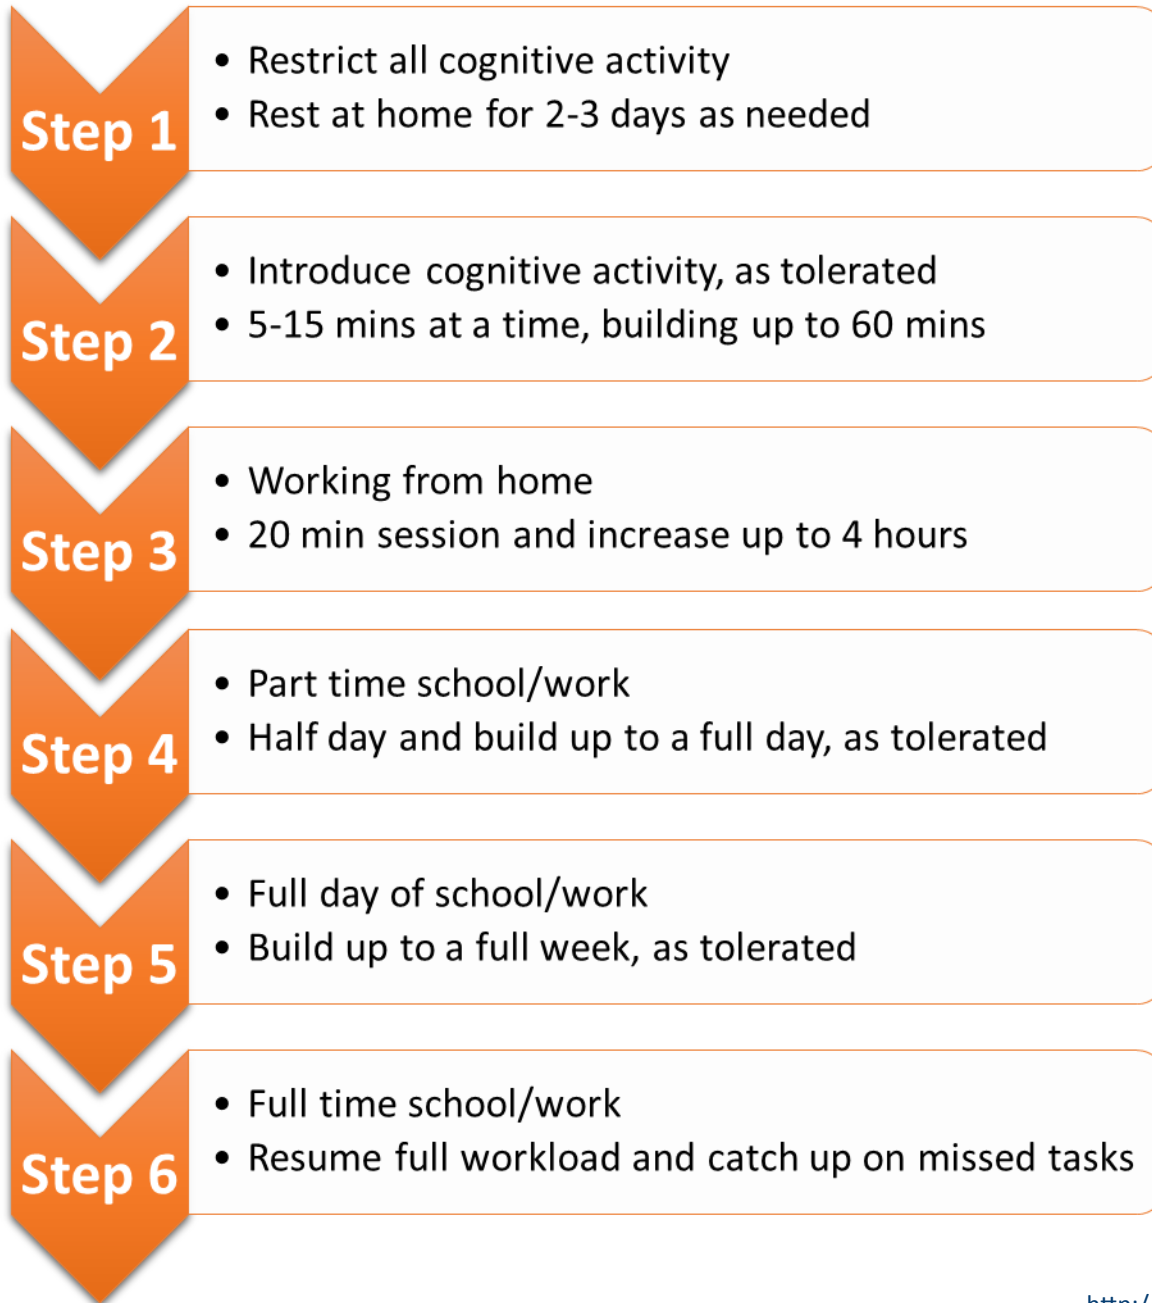 Step 1
• Restrict all cognitive activity
• Rest at home for 2-3 days as needed
Step 2
• Introduce cognitive activity, as tolerated
• 5-15 mins at a time, building up to 60 mins
Step 3
• Working from home
• 20 min session and increase up to 4 hours
Step 4
• Part time school/work
• Half day and build up to a full day, as tolerated
Step 5
• Full day of school/work
• Build up to a full week, as tolerated
Step 6
• Full time school/work
• Resume full workload and catch up on missed tasks